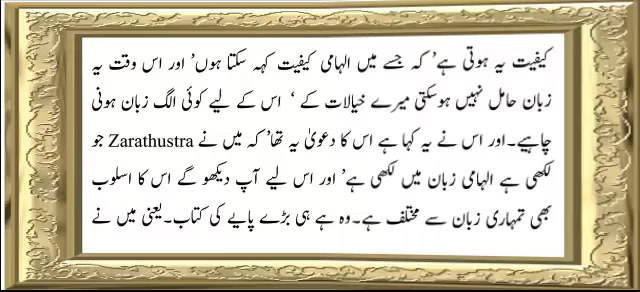 کیفیت یہ ہوتی ہے’ کہ جسے میں الہامی کیفیت کہہ سکتا ہوں’ اور اس وقت یہ
زبان حامل نہیں ہوسکتی میرے خیالات کے ‘ اس کے لیے کوئی الگ زبان ہونی
چاہیے۔اور اس نے یہ کہا ہے اس کا دعویٰ یہ تھا’ کہ میں نے Zarathustra جو
لکھی ہے الہامی زبان میں لکھی ہے’ اور اس لیے آپ دیکھو گے اس کا اسلوب
بھی تمہاری زبان سے مختلف ہے۔وہ ہے ہی بڑے پایے کی کتاب۔یعنی میں نے